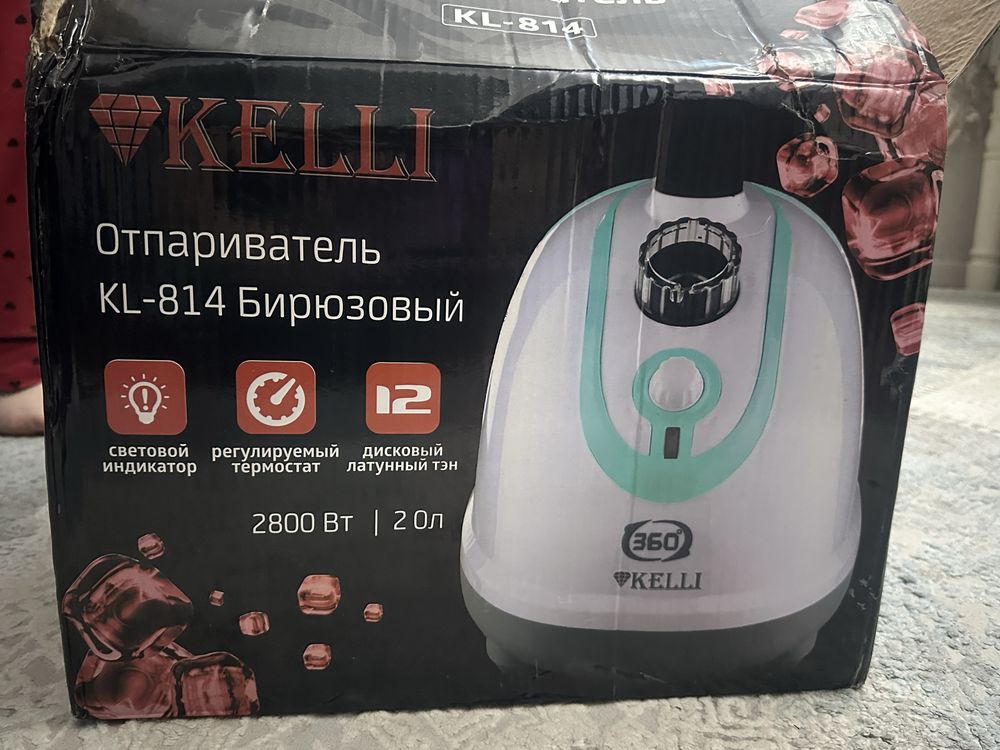 KL-814
KELLI
Отпариватель
KL-814 Бирюзовый
12
световой
индикатор
регулируемый
термостат
дисковый
латунный тэн
2800 Вт | 2 0л
360°
KELLI